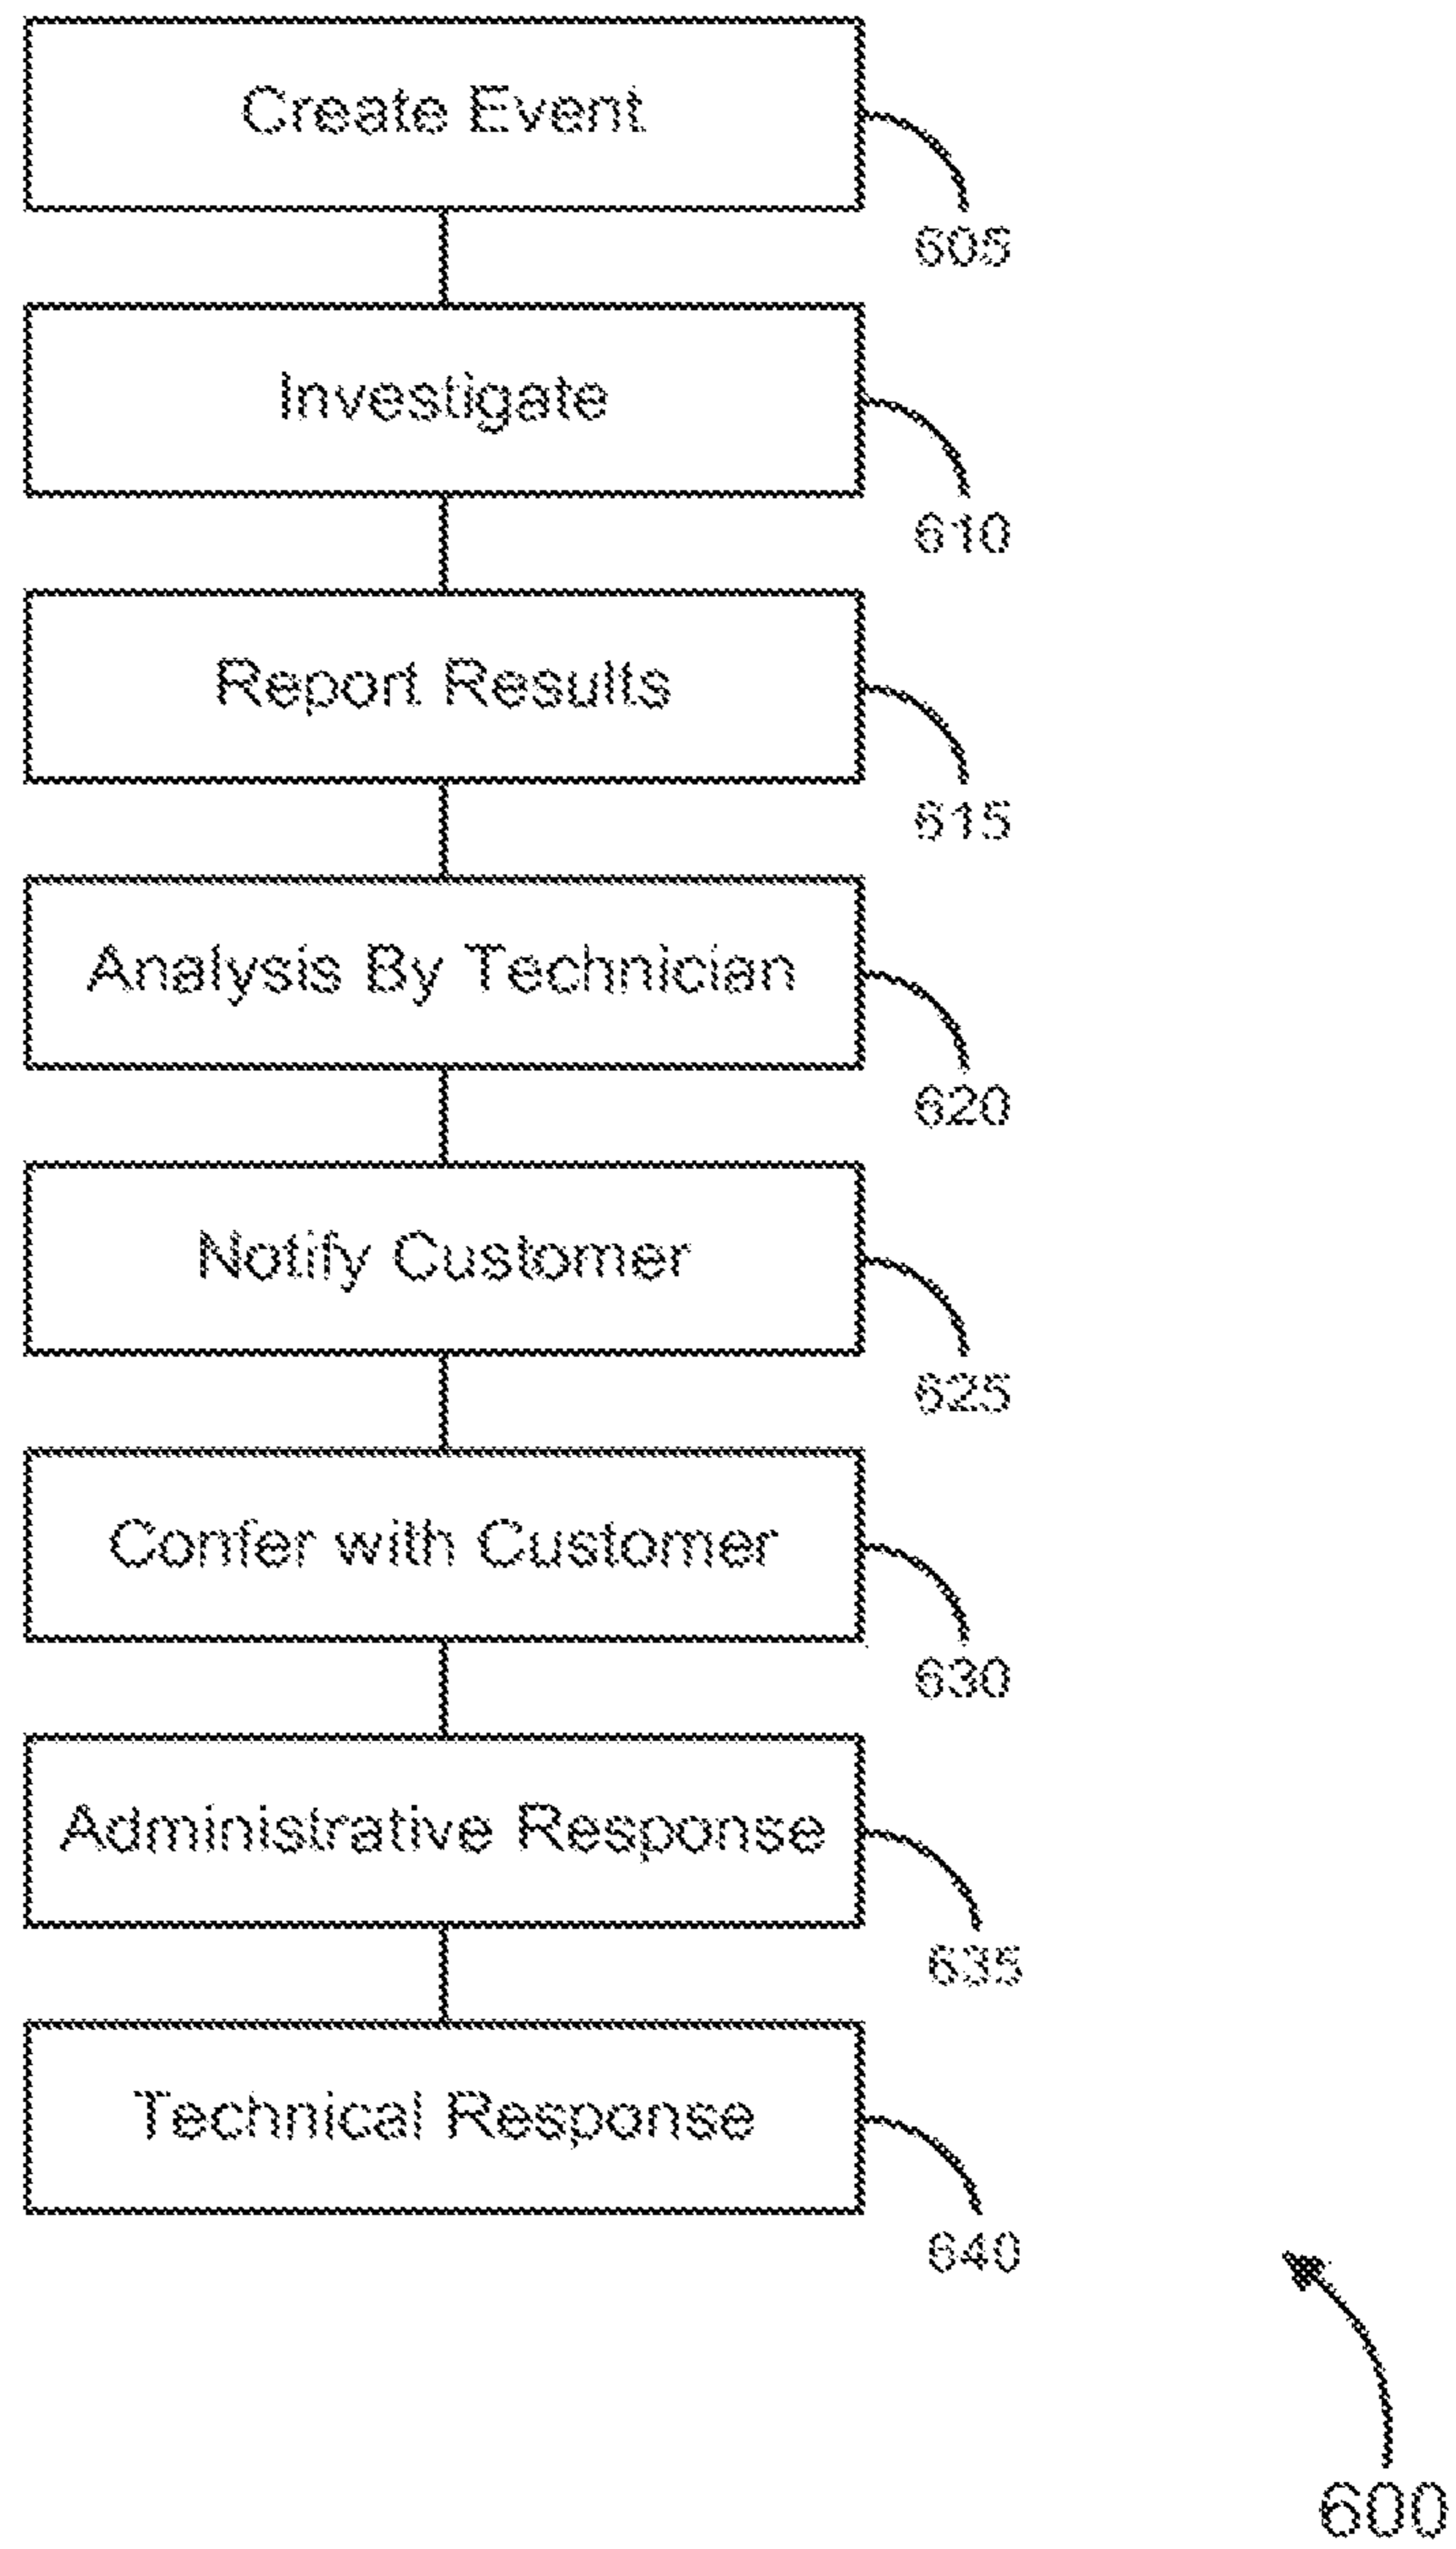 Create Event
605
Investigate
610
Report Results
615
Analysis By Technician
620
Notify Customer
625
Confer with Customer
630
Administrative Response
635
Technical Response
640
600